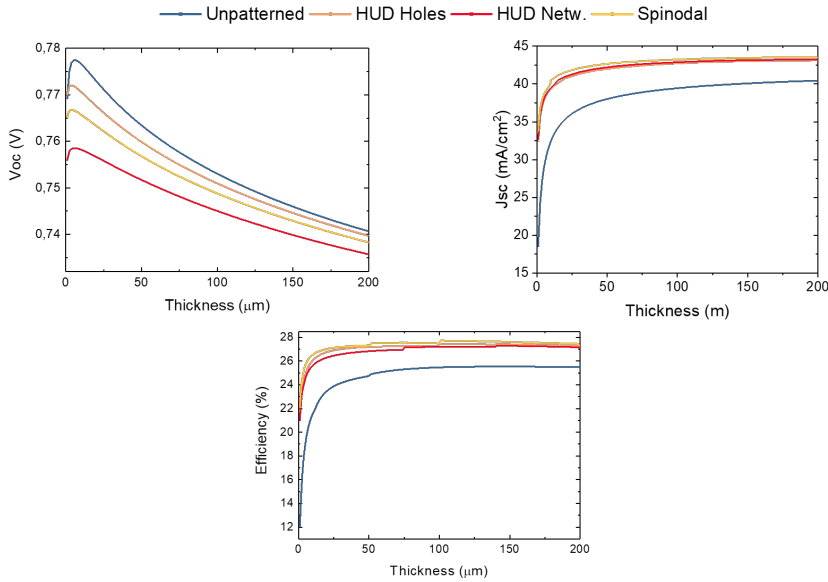 Unpatterned HUD Holes HUD Netw. Spinodal
0,78
0,77
0,76
0,75
0,74
Voc (V)
0 50 100 150 200
Thickness (μm)
45
40
35
30
25
20
15
Jsc (mA/cm²)
0 50 100 150 200
Thickness (m)
28
26
24
22
20
18
16
14
12
Efficiency (%)
0 50 100 150 200
Thickness (μm)